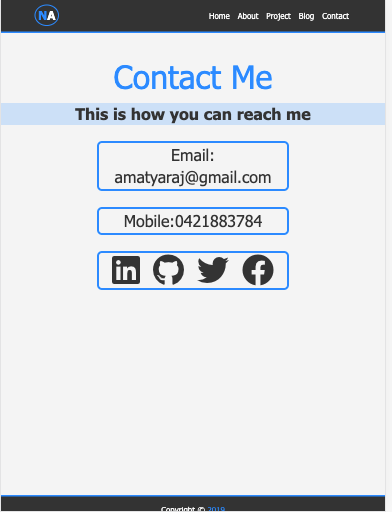 NA
Home About Project Blog Contact
Contact Me
This is how you can reach me
Email:
amatyaraj@gmail.com
Mobile:0421883784
Copyright © 2019